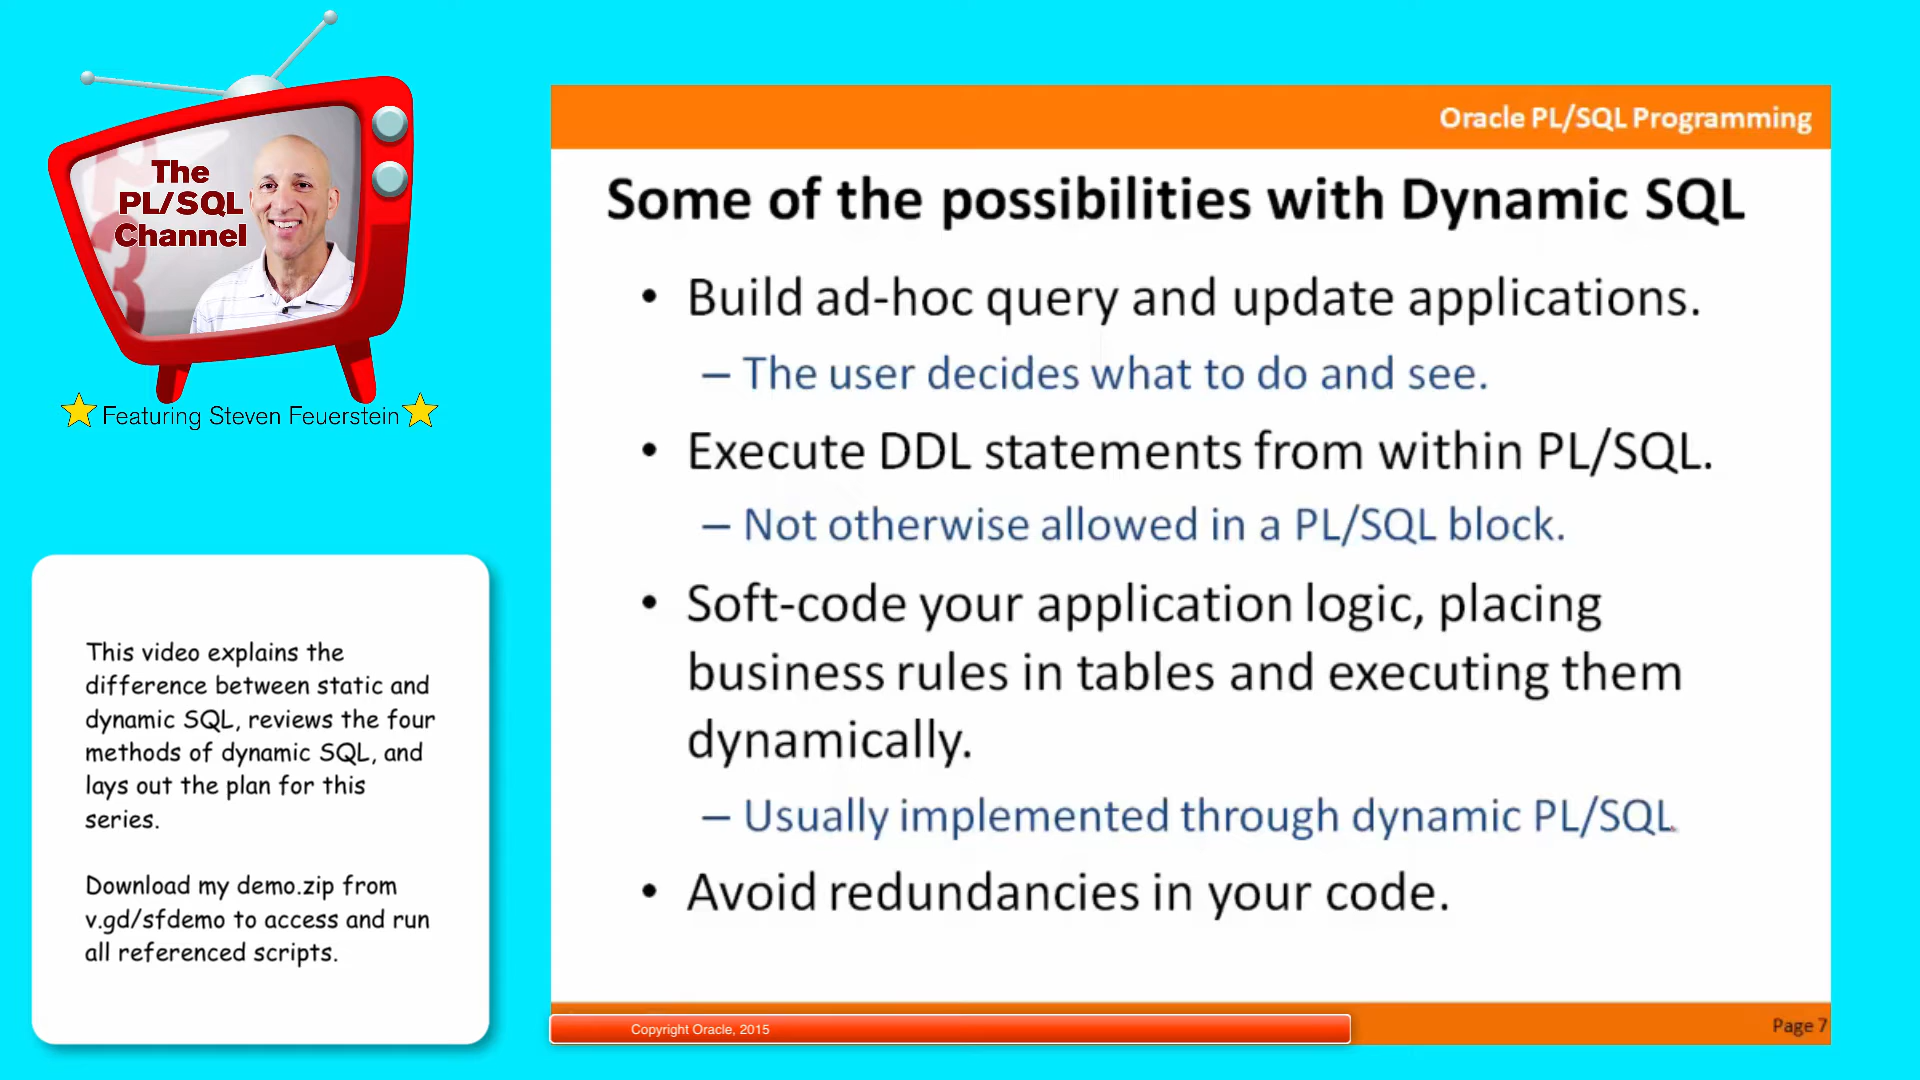 The
PL/SQL
Channel
Featuring Steven Feuerstein
This video explains the
difference between static and
dynamic SQL, reviews the four
methods of dynamic SQL, and
lays out the plan for this
series.
Download my demo.zip from
v.gd/sfdemo to access and run
all referenced scripts.
Oracle PL/SQL Programming
Some of the possibilities with Dynamic SQL
• Build ad-hoc query and update applications.
– The user decides what to do and see.
• Execute DDL statements from within PL/SQL.
– Not otherwise allowed in a PL/SQL block.
• Soft-code your application logic, placing
business rules in tables and executing them
dynamically.
– Usually implemented through dynamic PL/SQL
• Avoid redundancies in your code.
Copyright Oracle, 2015
Page 7